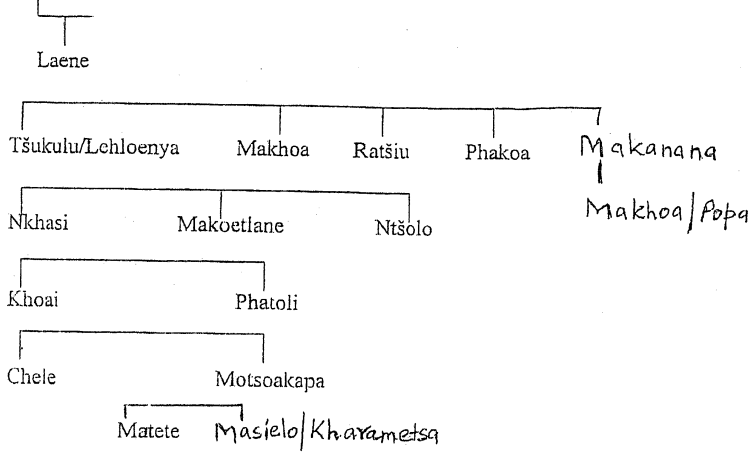 Laene
Tšukulu/Lehloenya Makhoa Ratšiu Phakoa Makanana
Makhoa/Popa
Nkhasi Makoetlane Ntšolo
Khoai Phatoli
Chele Motsoakapa
Matete Masielo/Kharametsa